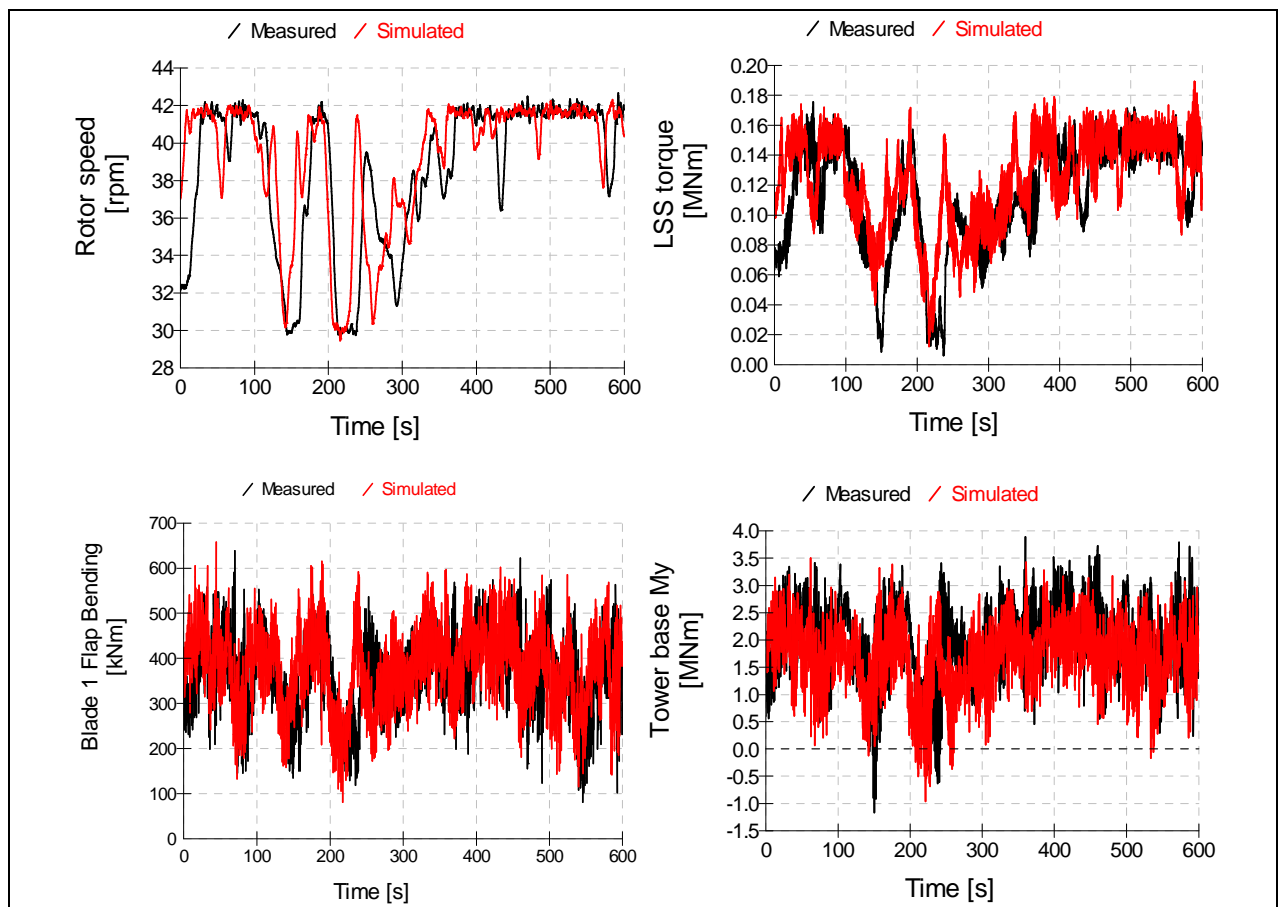 Measured Simulated
Rotor speed
[rpm]
44
42
40
38
36
34
32
30
28
0 100 200 300 400 500 600
Time [s]
Measured Simulated
LSS torque
[MNm]
0.20
0.18
0.16
0.14
0.12
0.10
0.08
0.06
0.04
0.02
0.00
0 100 200 300 400 500 600
Time [s]
Measured Simulated
Blade 1 Flap Bending
[kNm]
700
600
500
400
300
200
100
0
0 100 200 300 400 500 600
Time [s]
Measured Simulated
Tower base My
[MNm]
4.0
3.5
3.0
2.5
2.0
1.5
1.0
0.5
0.0
-0.5
-1.0
-1.5
0 100 200 300 400 500 600
Time [s]